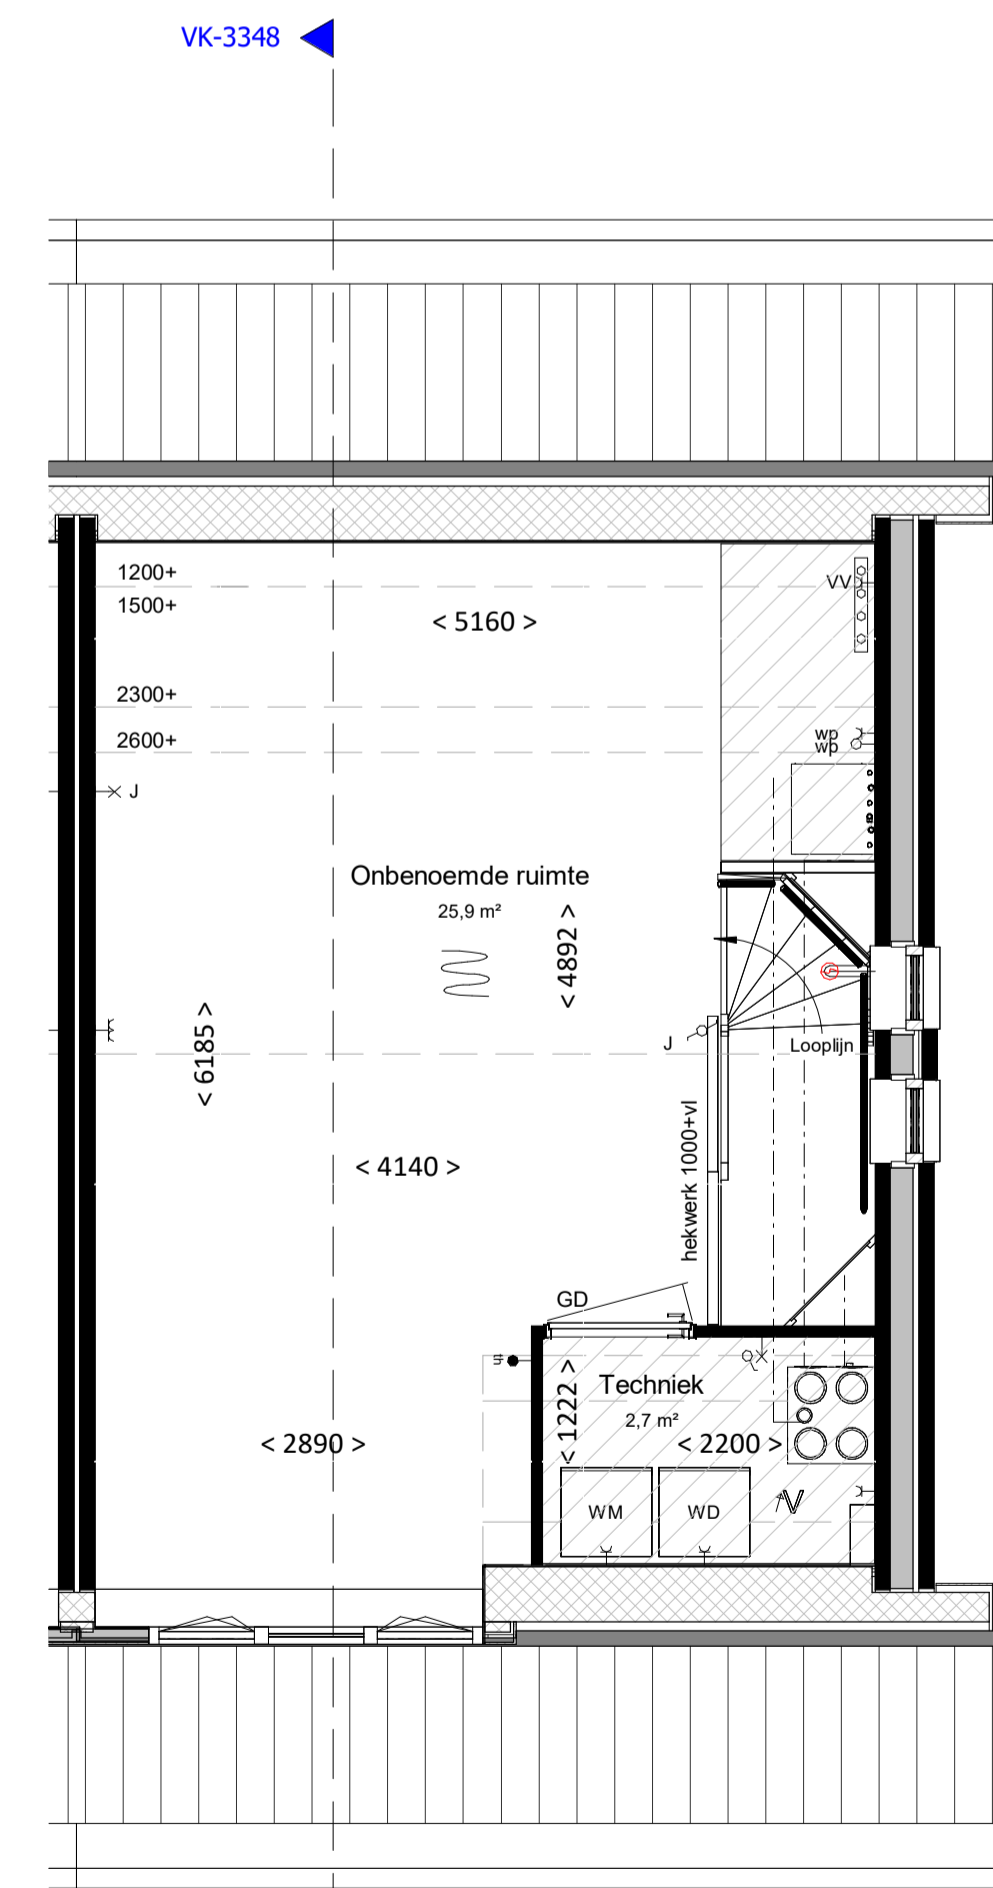 VK-3348
1200+
1500+
< 5160 >
VV
2300+
2600+
wp
wp
J
Onbenoemde ruimte
25,9 m²
< 4892 >
< 6185 >
J
Looplijn
hekwerk 1000+vl
< 4140 >
GD
th
Techniek
2,7 m²
< 1222 >
< 2200 >
< 2890 >
WM
WD
V